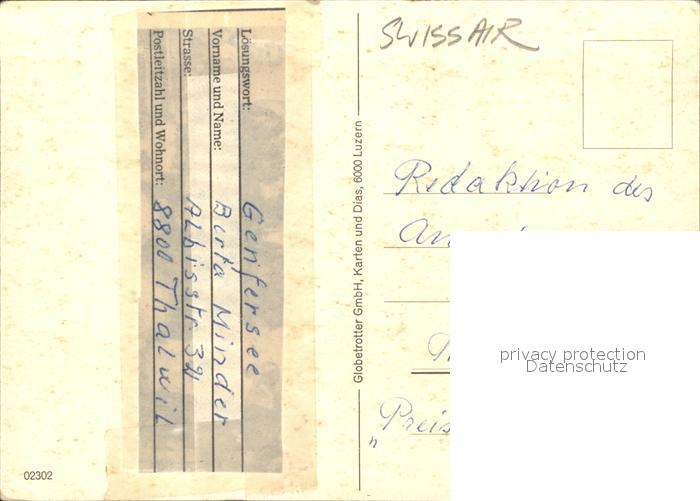 Lösungswort: Genfersee
Vorname und Name: Berta Minder
Strasse: Albisstr 34
Postleitzahl und Wohnort: 8800 Thalwil
02302
Globetrotter GmbH, Karten und Dias, 6000 Luzern
SWISSAIR
Redaktion des
privacy protection
Datenschutz